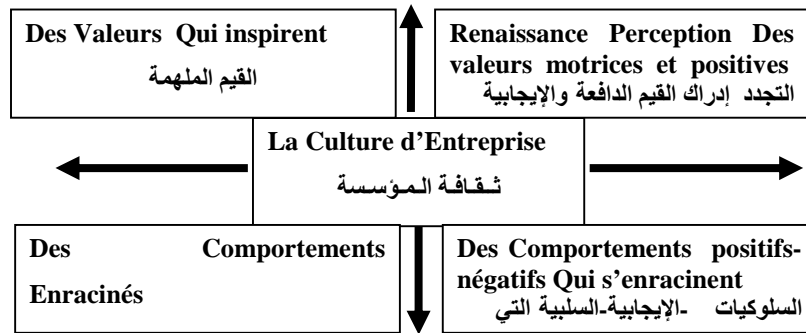 Des Valeurs Qui inspirent
القيم الملهمة
Renaissance Perception Des
valeurs motrices et positives
التجدد إدراك القيم الدافعة والإيجابية
La Culture d’Entreprise
ثـقـافـة الـمـؤسـسـة
Des Comportements
Enracinés
Des Comportements positifs-
négatifs Qui s’enracinent
السلوكيات -الإيجابية-السلبية التي